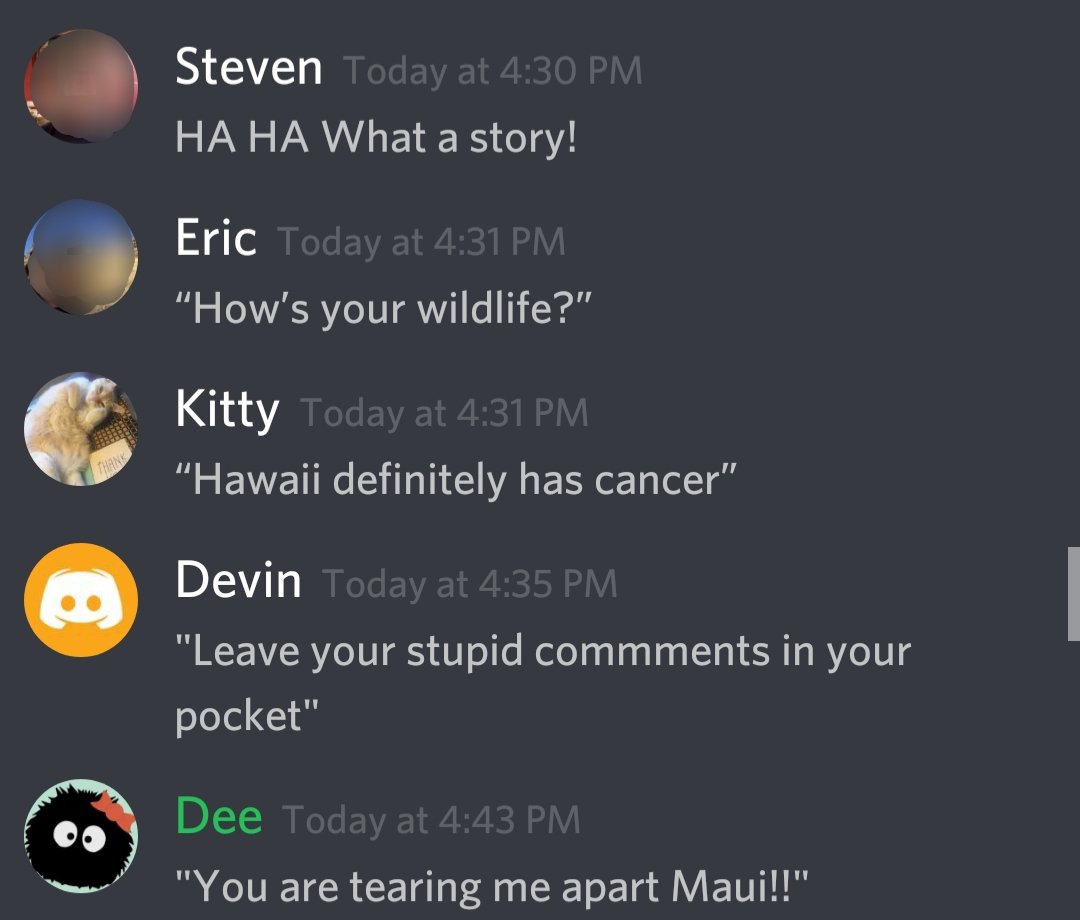 Steven Today at 4:30 PM
HA HA What a story!
Eric Today at 4:31 PM
“How’s your wildlife?”
Kitty Today at 4:31 PM
“Hawaii definitely has cancer”
THANK
Devin Today at 4:35 PM
"Leave your stupid commments in your
pocket"
Dee Today at 4:43 PM
"You are tearing me apart Maui!!"